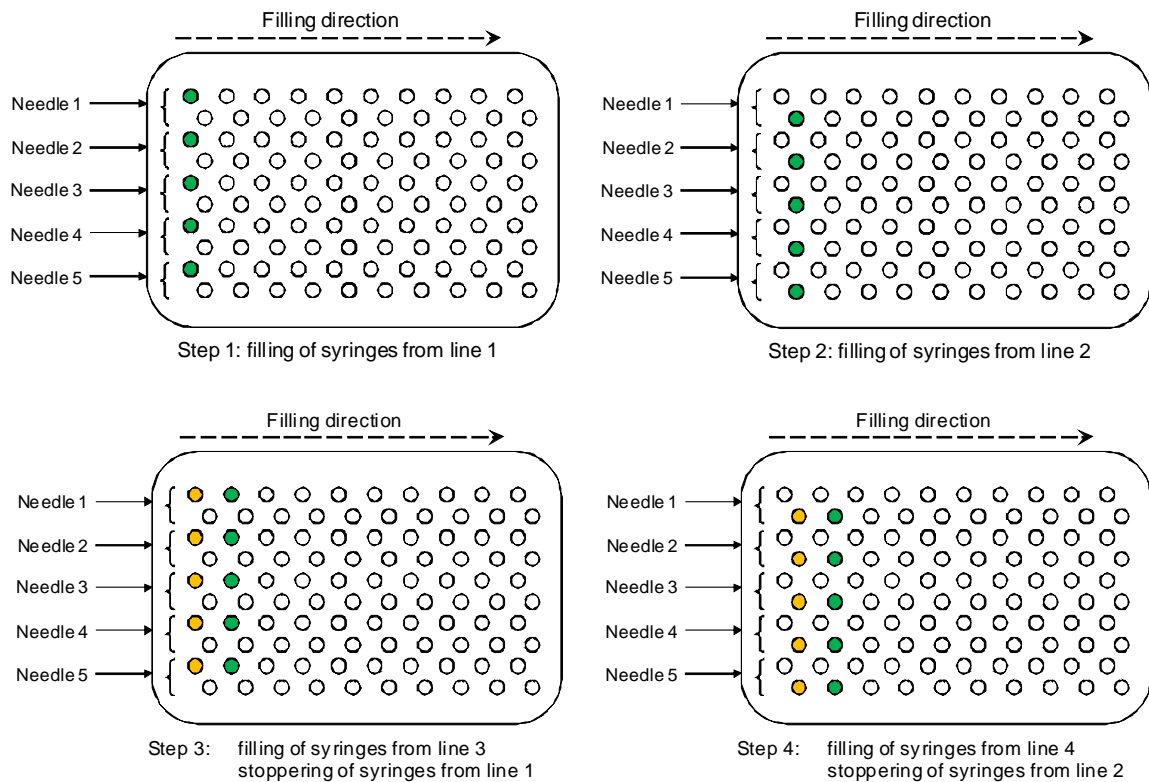 Filling direction
Needle 1
Needle 2
Needle 3
Needle 4
Needle 5
Step 1: filling of syringes from line 1
Filling direction
Needle 1
Needle 2
Needle 3
Needle 4
Needle 5
Step 2: filling of syringes from line 2
Filling direction
Needle 1
Needle 2
Needle 3
Needle 4
Needle 5
Step 3: filling of syringes from line 3
stoppering of syringes from line 1
Filling direction
Needle 1
Needle 2
Needle 3
Needle 4
Needle 5
Step 4: filling of syringes from line 4
stoppering of syringes from line 2